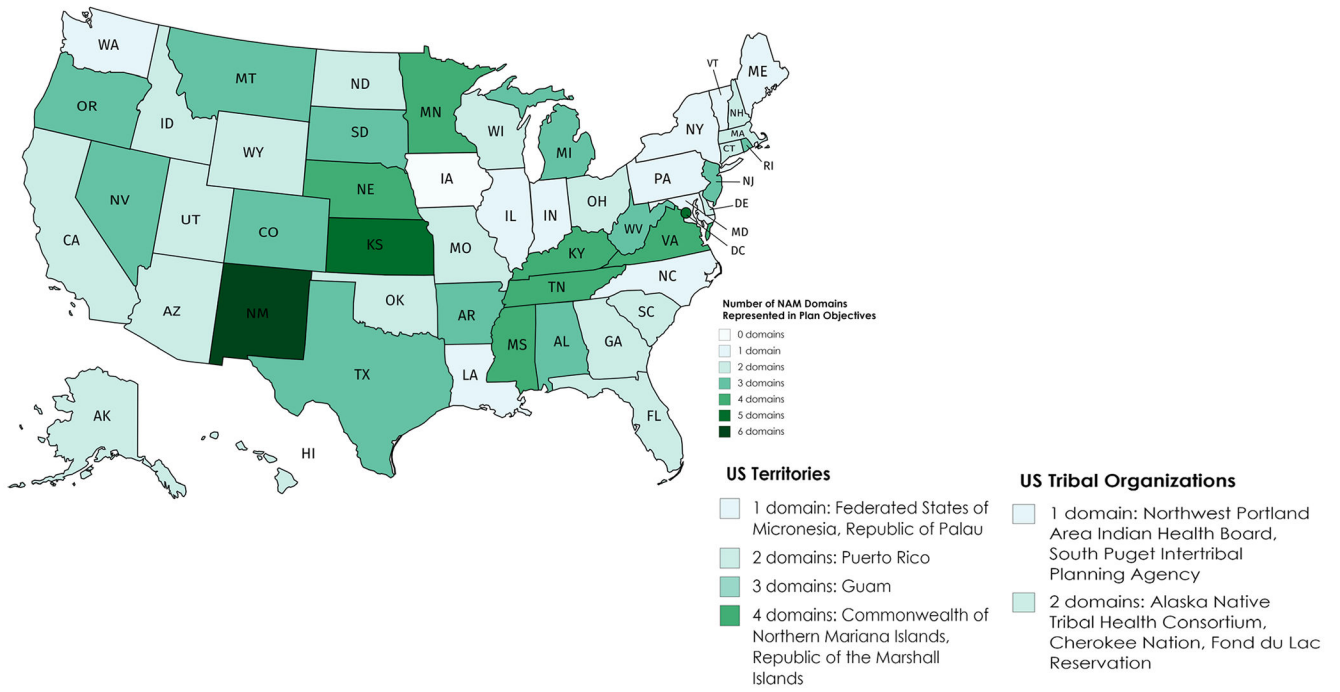 WA
MT
ND
MN
VT
ME
OR
ID
SD
WI
MI
NY
NH
MA
CT
RI
WY
NE
IA
PA
NJ
NV
UT
CO
IL
IN
OH
DE
MD
DC
CA
KS
MO
WV
VA
KY
AZ
NM
OK
AR
TN
NC
SC
MS
AL
GA
TX
LA
FL
AK
HI
Number of NAM Domains
Represented in Plan Objectives
0 domains
1 domain
2 domains
3 domains
4 domains
5 domains
6 domains
US Territories
1 domain: Federated States of
Micronesia, Republic of Palau
2 domains: Puerto Rico
3 domains: Guam
4 domains: Commonwealth of
Northern Mariana Islands,
Republic of the Marshall
Islands
US Tribal Organizations
1 domain: Northwest Portland
Area Indian Health Board,
South Puget Intertribal
Planning Agency
2 domains: Alaska Native
Tribal Health Consortium,
Cherokee Nation, Fond du Lac
Reservation